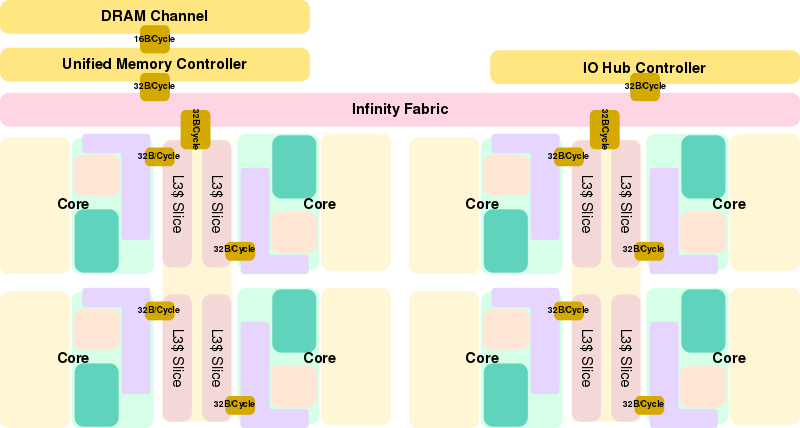 DRAM Channel
16B/Cycle
Unified Memory Controller
IO Hub Controller
32B/Cycle
32B/Cycle
Infinity Fabric
32B/Cycle
32B/Cycle
32B/Cycle
32B/Cycle
Core
L3$ Slice
L3$ Slice
Core
Core
L3$ Slice
L3$ Slice
Core
32B/Cycle
32B/Cycle
32B/Cycle
32B/Cycle
Core
L3$ Slice
L3$ Slice
Core
Core
L3$ Slice
L3$ Slice
Core
32B/Cycle
32B/Cycle